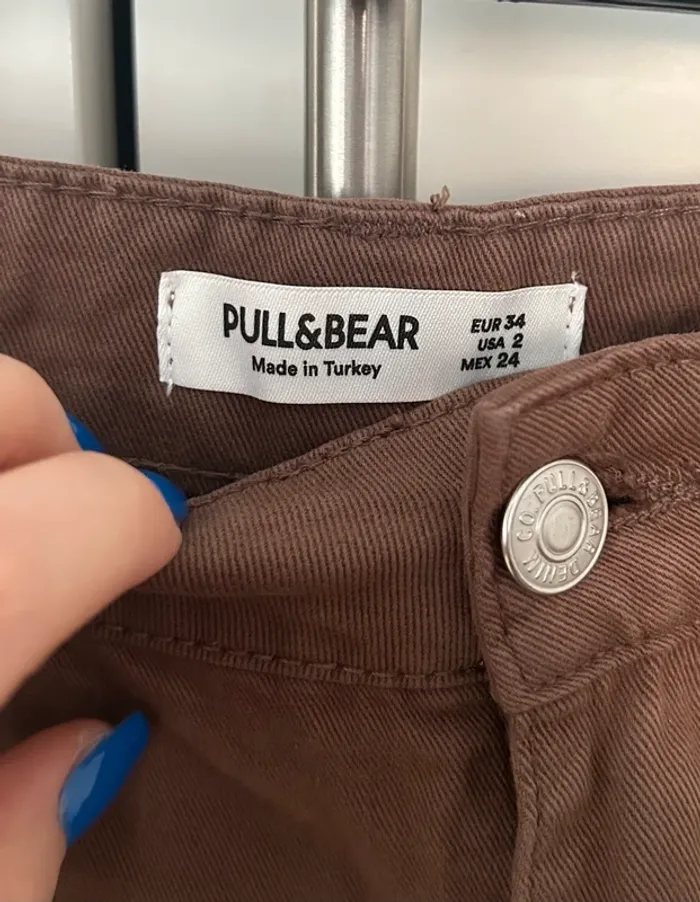 PULL&BEAR
Made in Turkey
EUR 34
USA 2
MEX 24
CO. PULL&BEAR DENIM